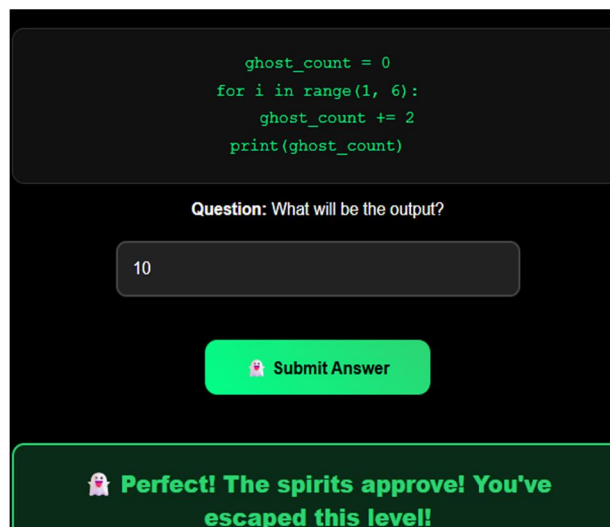 ghost_count = 0
for i in range(1, 6):
    ghost_count += 2
print(ghost_count)
Question: What will be the output?
10
👻 Submit Answer
👻 Perfect! The spirits approve! You've
escaped this level!